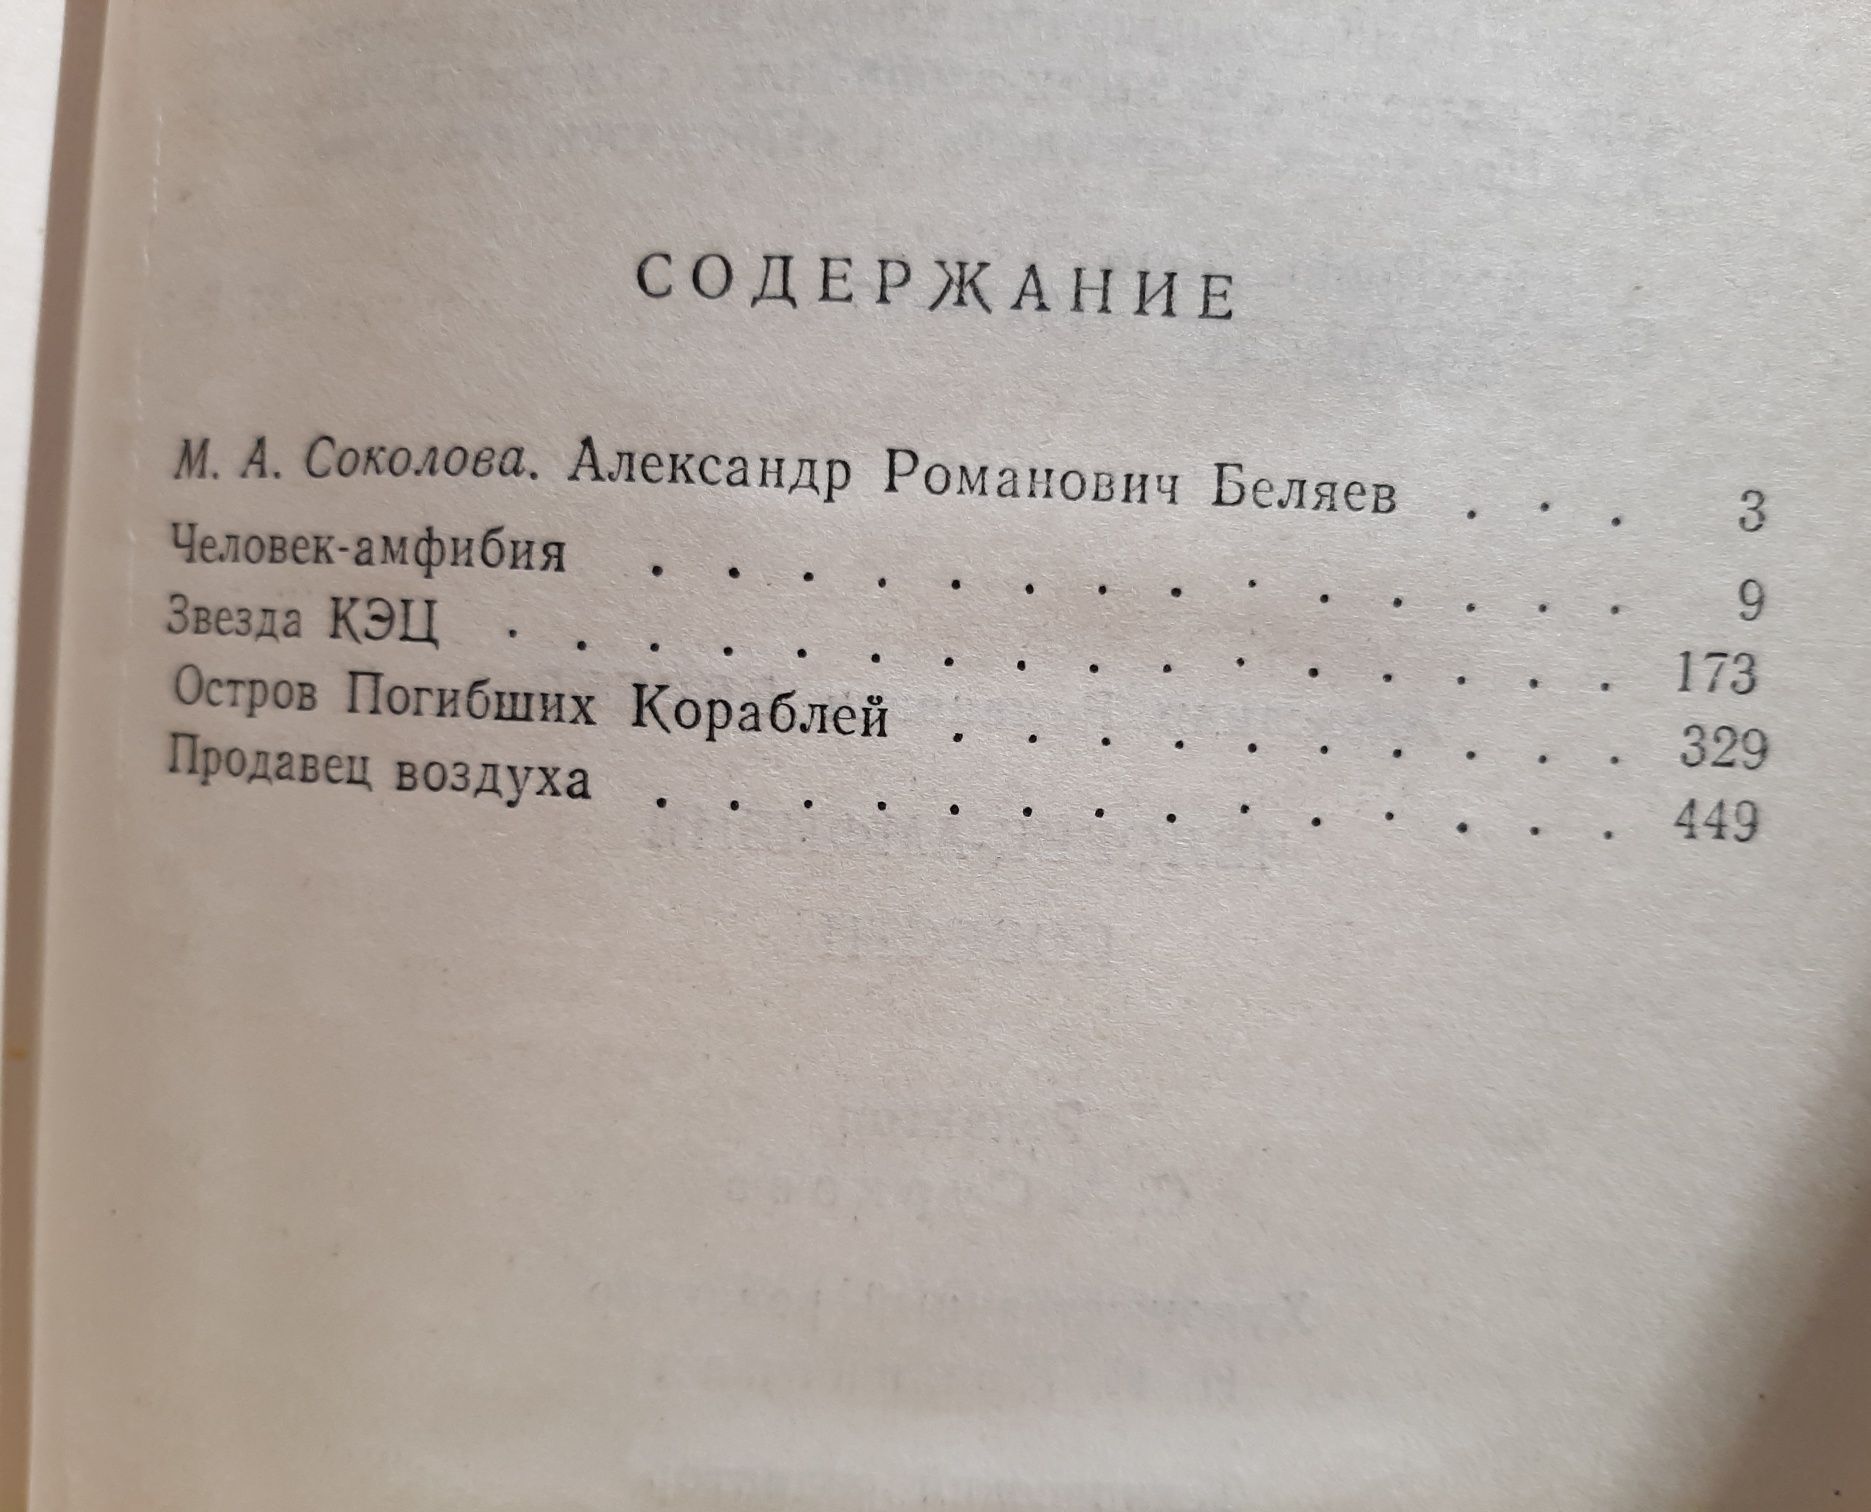 СОДЕРЖАНИЕ
М. А. Соколова. Александр Романович Беляев . . . 3
Человек-амфибия . . . . . . . . . . . . . . 9
Звезда КЭЦ . . . . . . . . . . . . . . . . 173
Остров Погибших Кораблей . . . . . . . . . . 329
Продавец воздуха . . . . . . . . . . . . . . 449